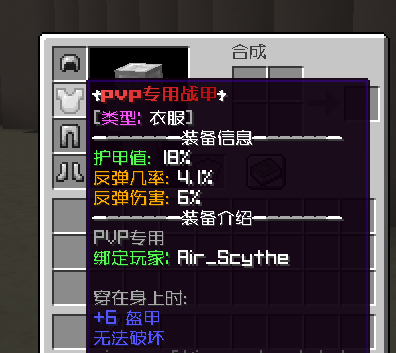 合成
pvp专用战甲
[类型: 衣服]
装备信息
护甲值: 18%
反弹几率: 4.1%
反弹伤害: 6%
装备介绍
PVP专用
绑定玩家: Air_Scythe
穿在身上时:
+6 盔甲
无法破坏